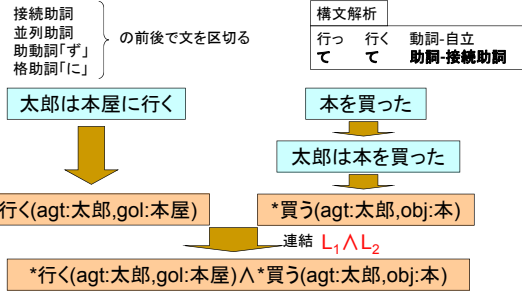 接続助詞
並列助詞
助動詞「ず」
格助詞「に」
の前後で文を区切る
構文解析
行っ 行く 動詞-自立
て て 助詞-接続助詞
太郎は本屋に行く
本を買った
太郎は本を買った
行く(agt:太郎,gol:本屋)
*買う(agt:太郎,obj:本)
連結 L₁∧L₂
*行く(agt:太郎,gol:本屋)∧*買う(agt:太郎,obj:本)